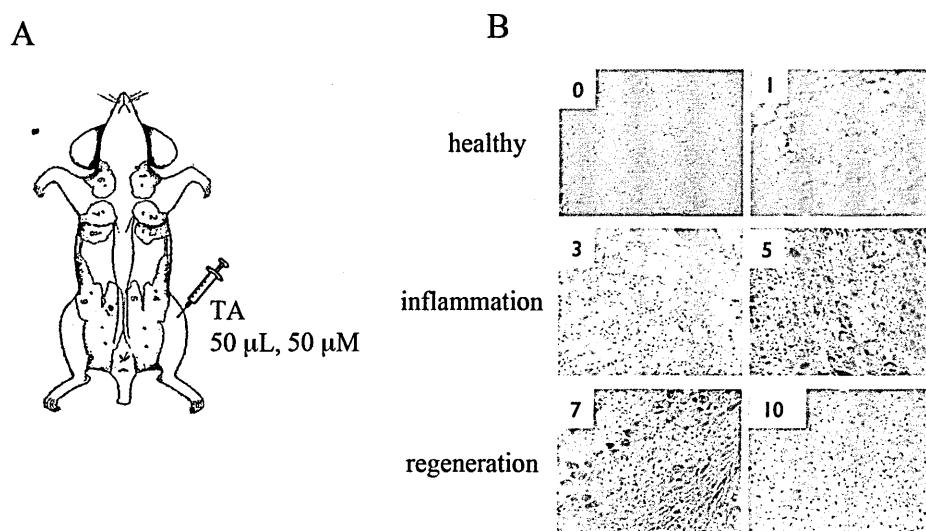 A
B
TA
50 μL, 50 μM
healthy
0
1
inflammation
3
5
regeneration
7
10